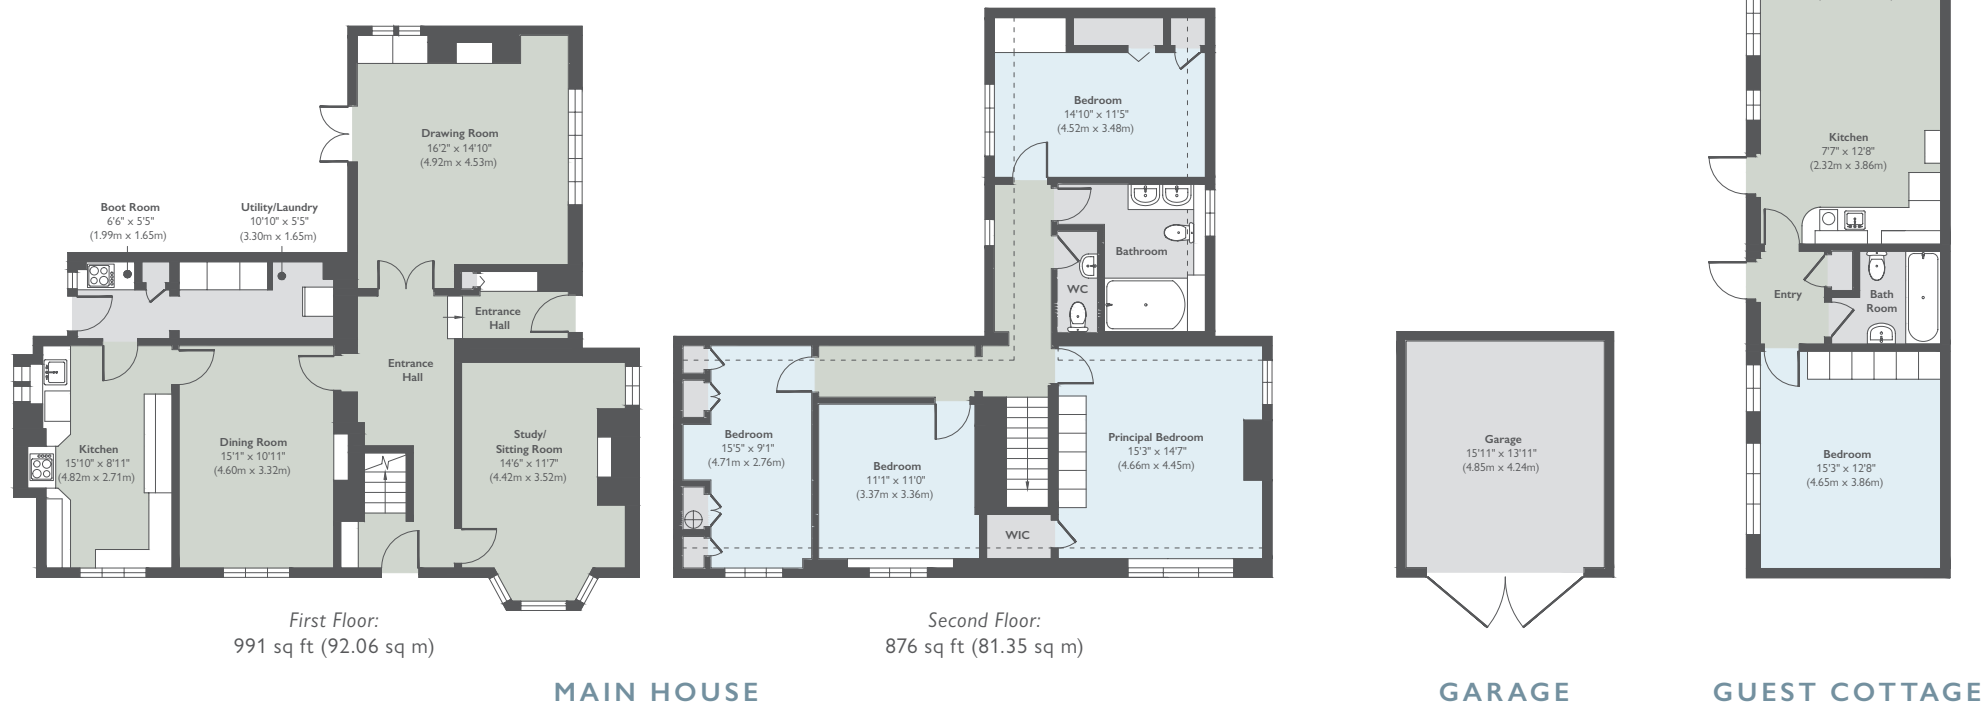 Drawing Room
16'2" x 14'10"
(4.92m x 4.53m)
Boot Room
6'6" x 5'5"
(1.99m x 1.65m)
Utility/Laundry
10'10" x 5'5"
(3.30m x 1.65m)
Entrance
Hall
Entrance
Hall
Kitchen
15'10" x 8'11"
(4.82m x 2.71m)
Dining Room
15'1" x 10'11"
(4.60m x 3.32m)
Study/
Sitting Room
14'6" x 11'7"
(4.42m x 3.52m)
First Floor:
991 sq ft (92.06 sq m)
Bedroom
14'10" x 11'5"
(4.52m x 3.48m)
Bathroom
WC
Bedroom
15'5" x 9'1"
(4.71m x 2.76m)
Bedroom
11'1" x 11'0"
(3.37m x 3.36m)
Principal Bedroom
15'3" x 14'7"
(4.66m x 4.45m)
WIC
Second Floor:
876 sq ft (81.35 sq m)
MAIN HOUSE
Garage
15'11" x 13'11"
(4.85m x 4.24m)
GARAGE
Kitchen
7'7" x 12'8"
(2.32m x 3.86m)
Entry
Bath
Room
Bedroom
15'3" x 12'8"
(4.65m x 3.86m)
GUEST COTTAGE